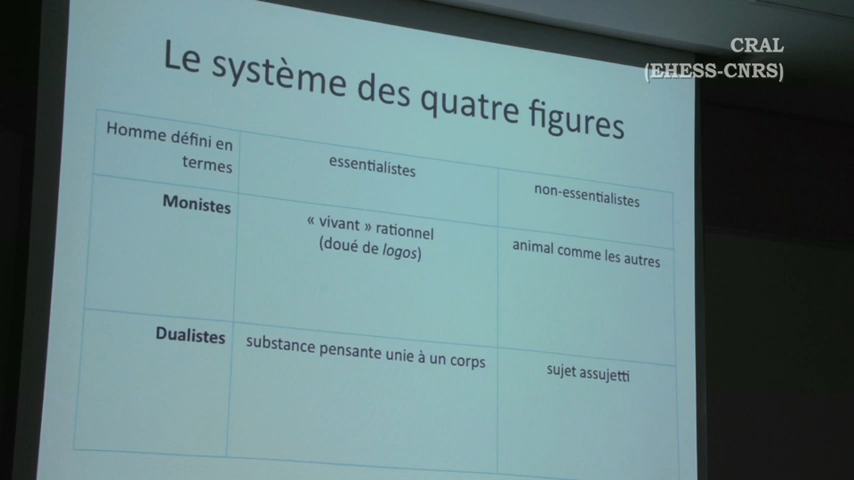 CRAL
(EHESS-CNRS)
Le système des quatre figures
Homme défini en
termes
essentialistes
non-essentialistes
Monistes
« vivant » rationnel
(doué de logos)
animal comme les autres
Dualistes
substance pensante unie à un corps
sujet assujetti